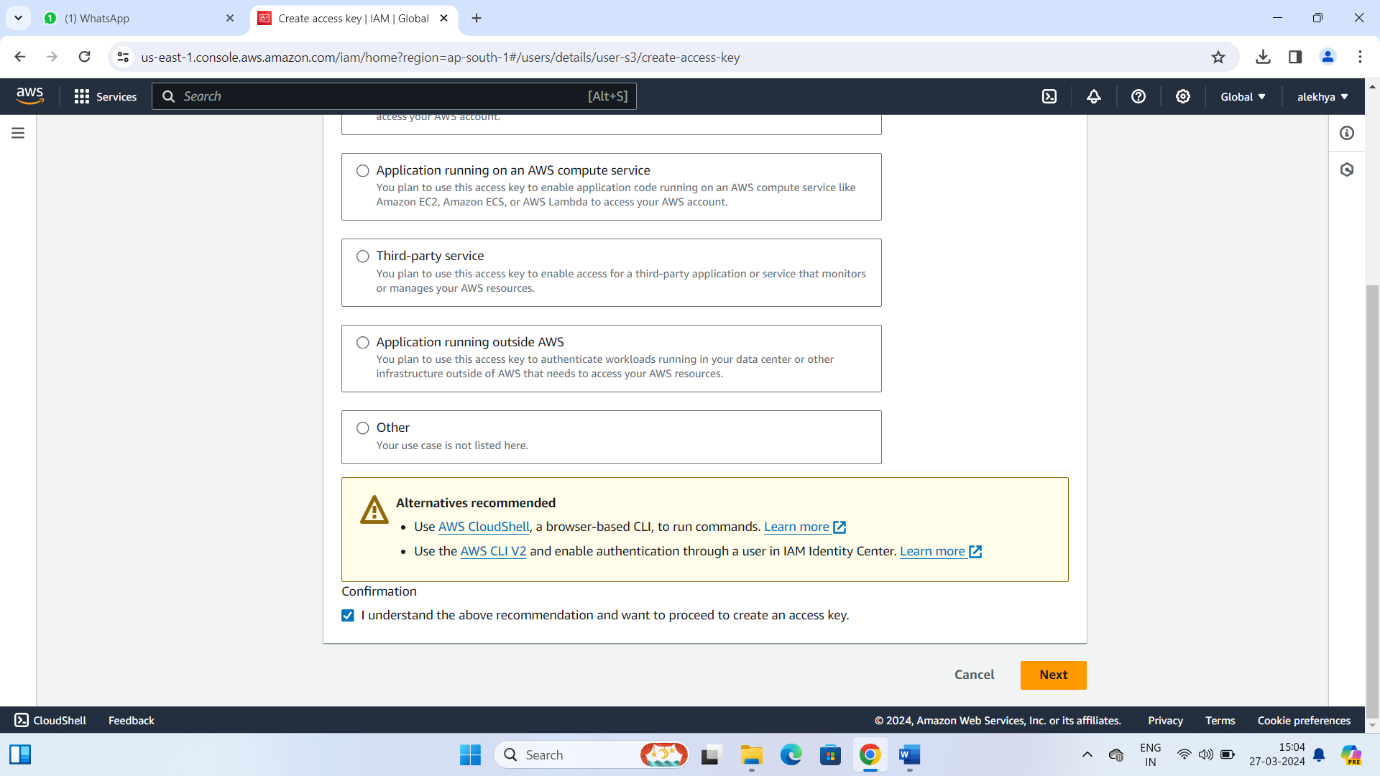 1
(1) WhatsApp
Create access key | IAM | Global
us-east-1.console.aws.amazon.com/iam/home?region=ap-south-1#/users/details/user-s3/create-access-key
aws
Services
Search
[Alt+S]
Global
alekhya
access your AWS account.
Application running on an AWS compute service
You plan to use this access key to enable application code running on an AWS compute service like
Amazon EC2, Amazon ECS, or AWS Lambda to access your AWS account.
Third-party service
You plan to use this access key to enable access for a third-party application or service that monitors
or manages your AWS resources.
Application running outside AWS
You plan to use this access key to authenticate workloads running in your data center or other
infrastructure outside of AWS that needs to access your AWS resources.
Other
Your use case is not listed here.
Alternatives recommended
• Use AWS CloudShell, a browser-based CLI, to run commands. Learn more
• Use the AWS CLI V2 and enable authentication through a user in IAM Identity Center. Learn more
Confirmation
I understand the above recommendation and want to proceed to create an access key.
Cancel
Next
CloudShell
Feedback
© 2024, Amazon Web Services, Inc. or its affiliates.
Privacy
Terms
Cookie preferences
Search
W
ENG
IN
15:04
27-03-2024
PRE